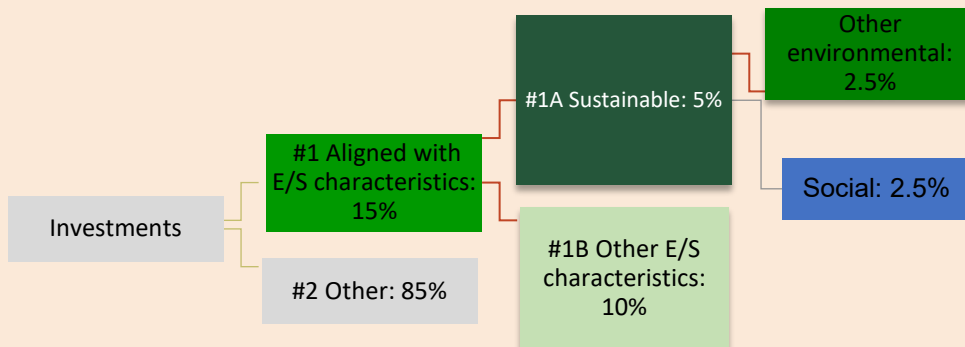 Investments
#1 Aligned with
E/S characteristics:
15%
#2 Other: 85%
#1A Sustainable: 5%
#1B Other E/S
characteristics:
10%
Other
environmental:
2.5%
Social: 2.5%